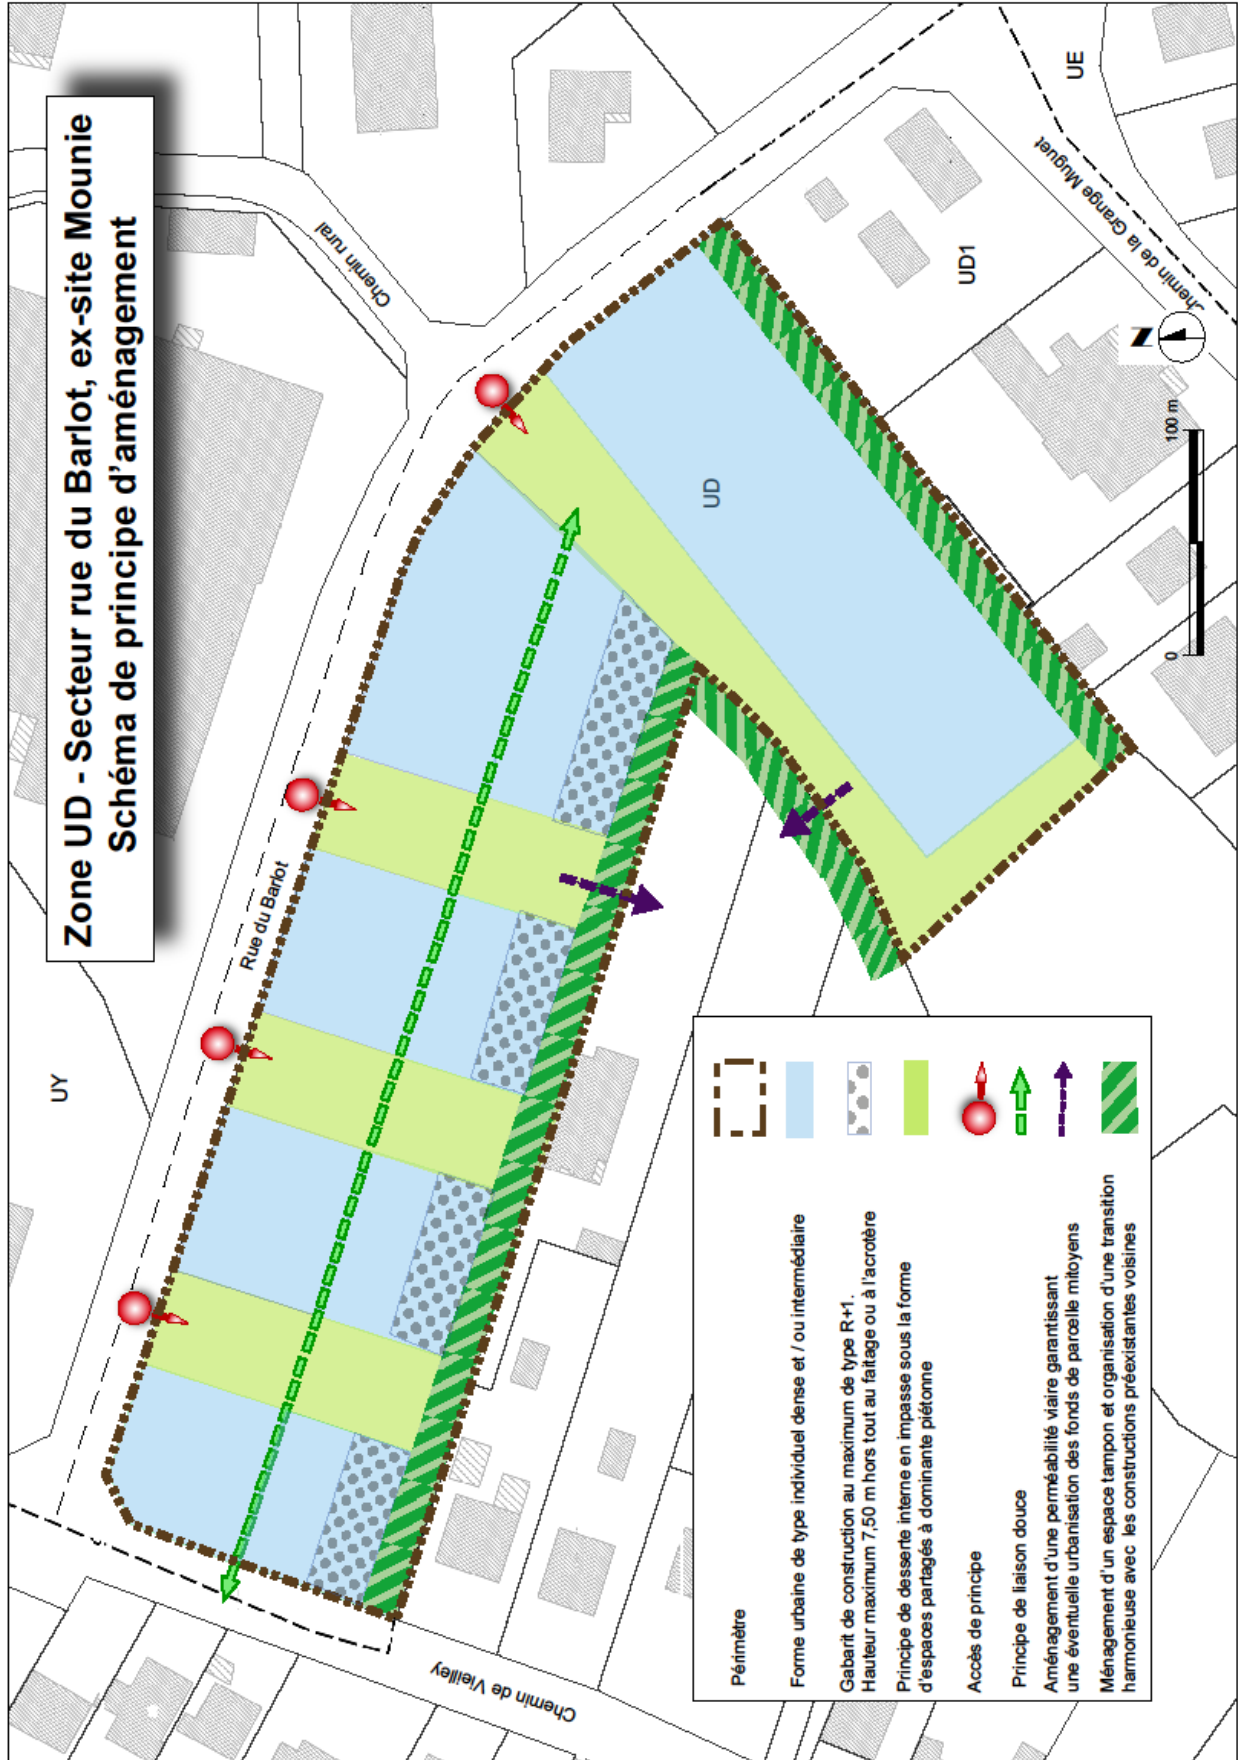 Zone UD - Secteur rue du Barlot, ex-site Mounie
Schéma de principe d'aménagement
UY
Rue du Barlot
Chemin rural
UE
Chemin de Vieilley
UD
UD1
hemin de la Grange Muguet
N
0
100 m
Périmètre
Forme urbaine de type individuel dense et / ou intermédiaire
Gabarit de construction au maximum de type R+1.
Hauteur maximum 7,50 m hors tout au faîtage ou à l'acrotère
Principe de desserte interne en impasse sous la forme
d'espaces partagés à dominante piétonne
Accès de principe
Principe de liaison douce
Aménagement d'une perméabilité viaire garantissant
une éventuelle urbanisation des fonds de parcelle mitoyens
Ménagement d'un espace tampon et organisation d'une transition
harmonieuse avec les constructions préexistantes voisines